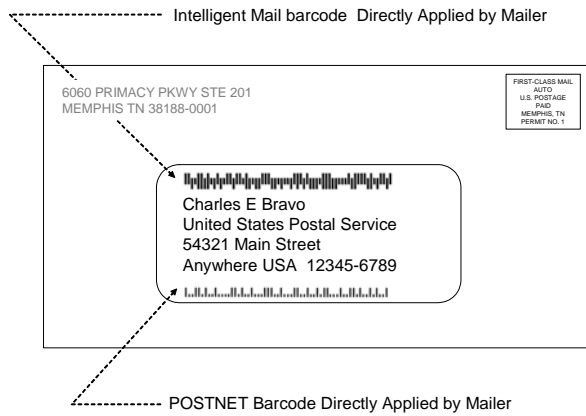 Intelligent Mail barcode Directly Applied by Mailer
6060 PRIMACY PKWY STE 201
MEMPHIS TN 38188-0001
FIRST-CLASS MAIL
AUTO
U.S. POSTAGE
PAID
MEMPHIS, TN
PERMIT NO. 1
Charles E Bravo
United States Postal Service
54321 Main Street
Anywhere USA 12345-6789
POSTNET Barcode Directly Applied by Mailer